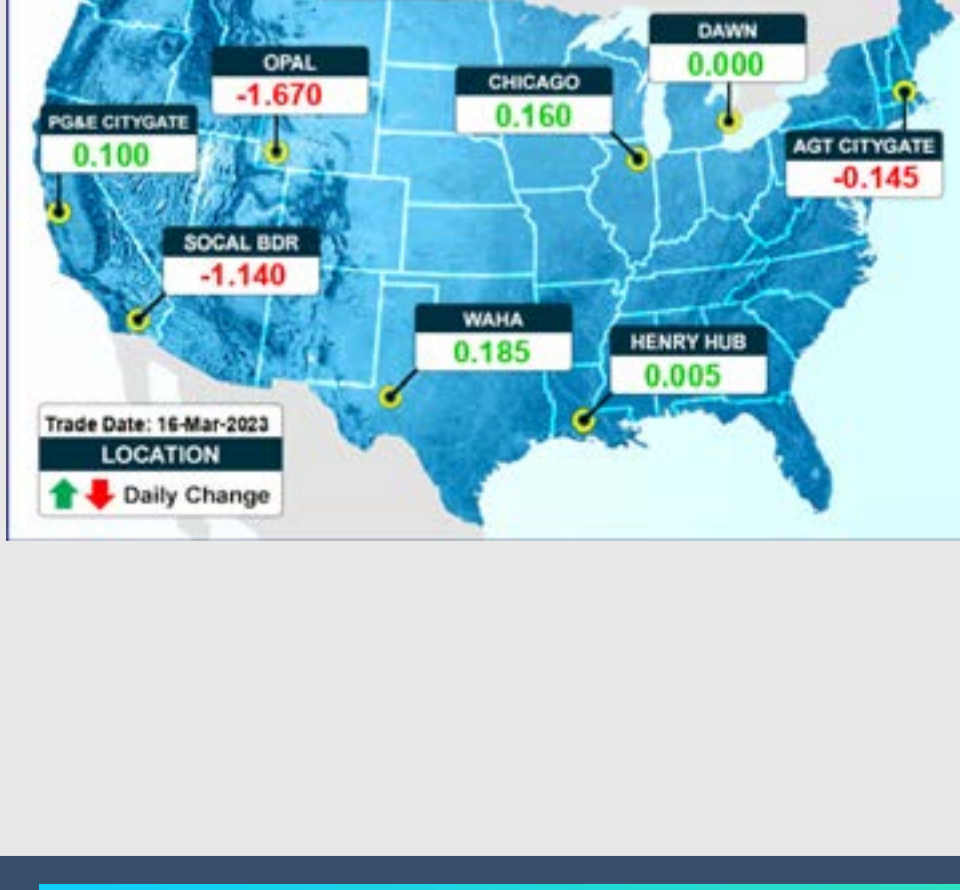 DAWN
0.000
OPAL
-1.670
CHICAGO
0.160
PG&E CITYGATE
0.100
AGT CITYGATE
-0.145
SOCAL BDR
-1.140
WAHA
0.185
HENRY HUB
0.005
Trade Date: 16-Mar-2023
LOCATION
Daily Change